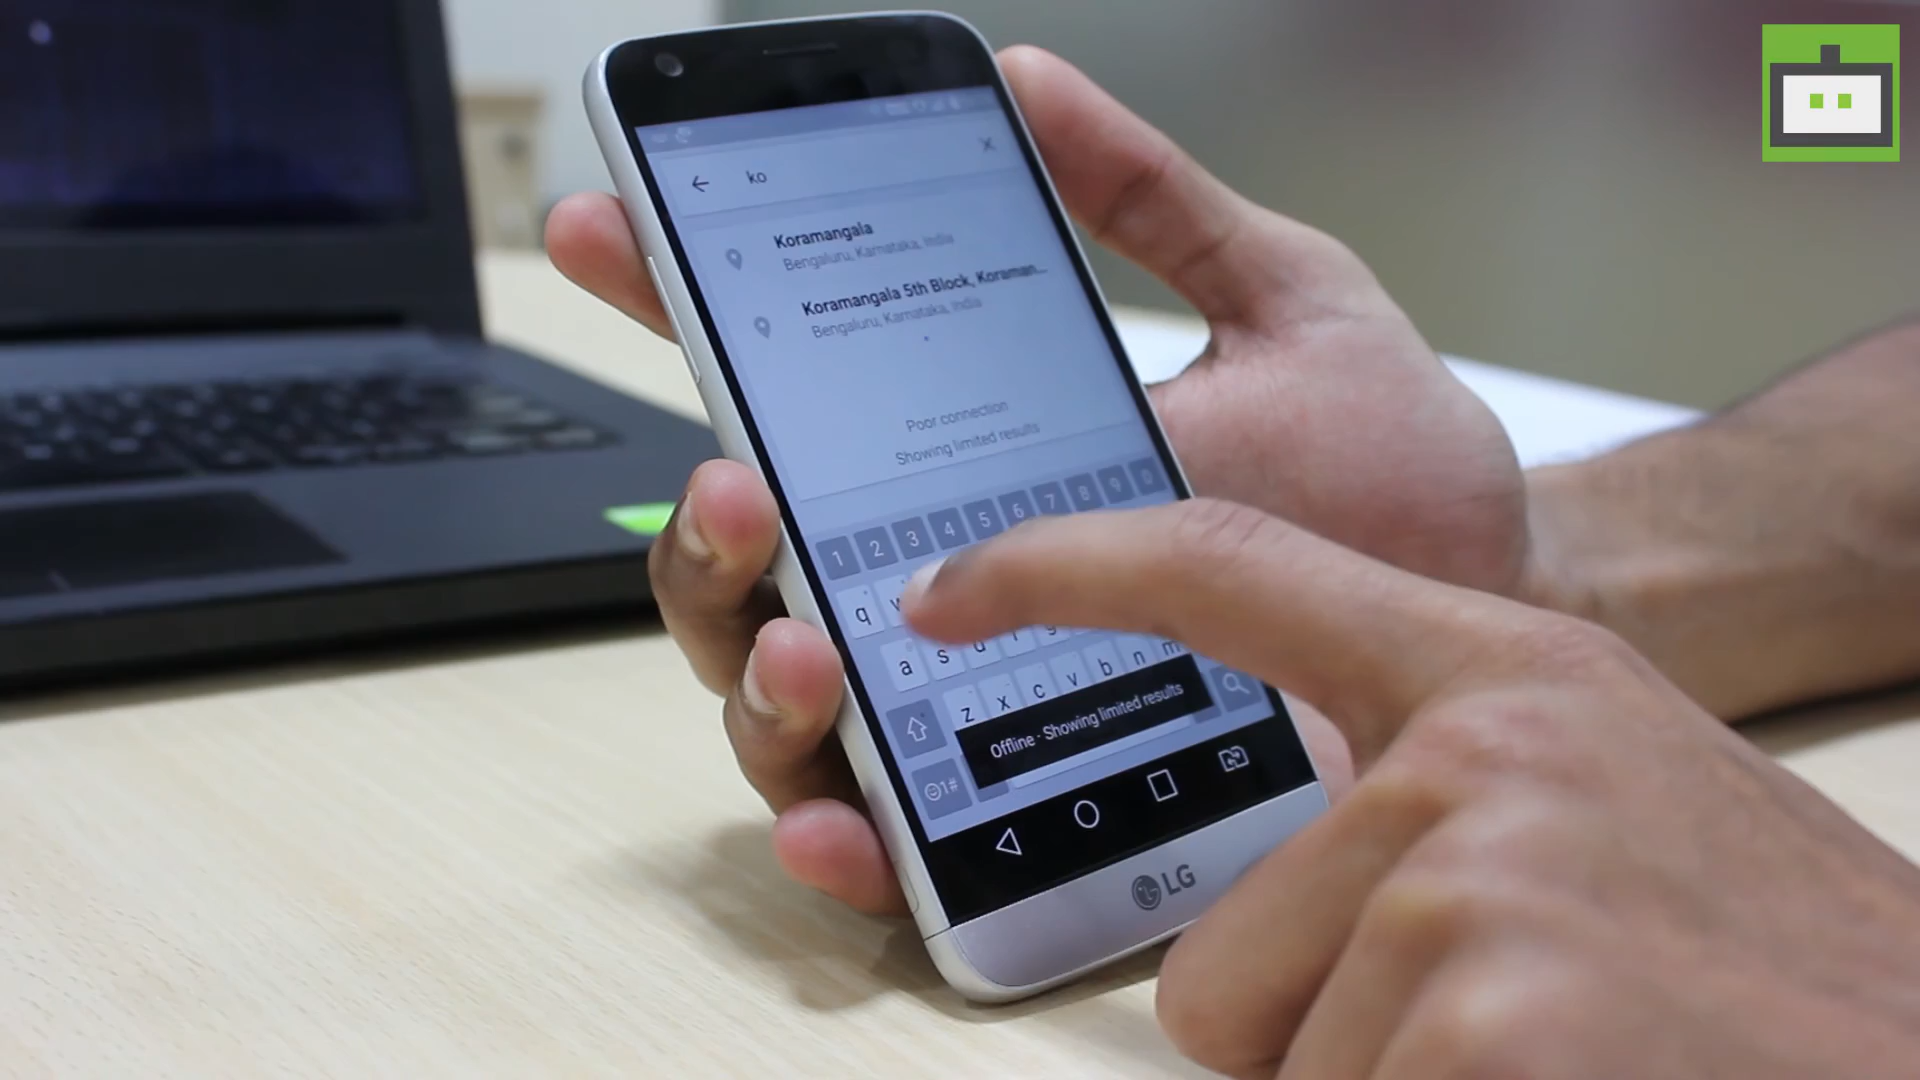 ko
Koramangala
Bengaluru, Karnataka, India
Koramangala 5th Block, Koraman...
Bengaluru, Karnataka, India
Poor connection
Showing limited results
1 2 3 4 5 6 7 8 9 0
q w
a s d f g
z x c v b n m
Offline - Showing limited results
1#
LG